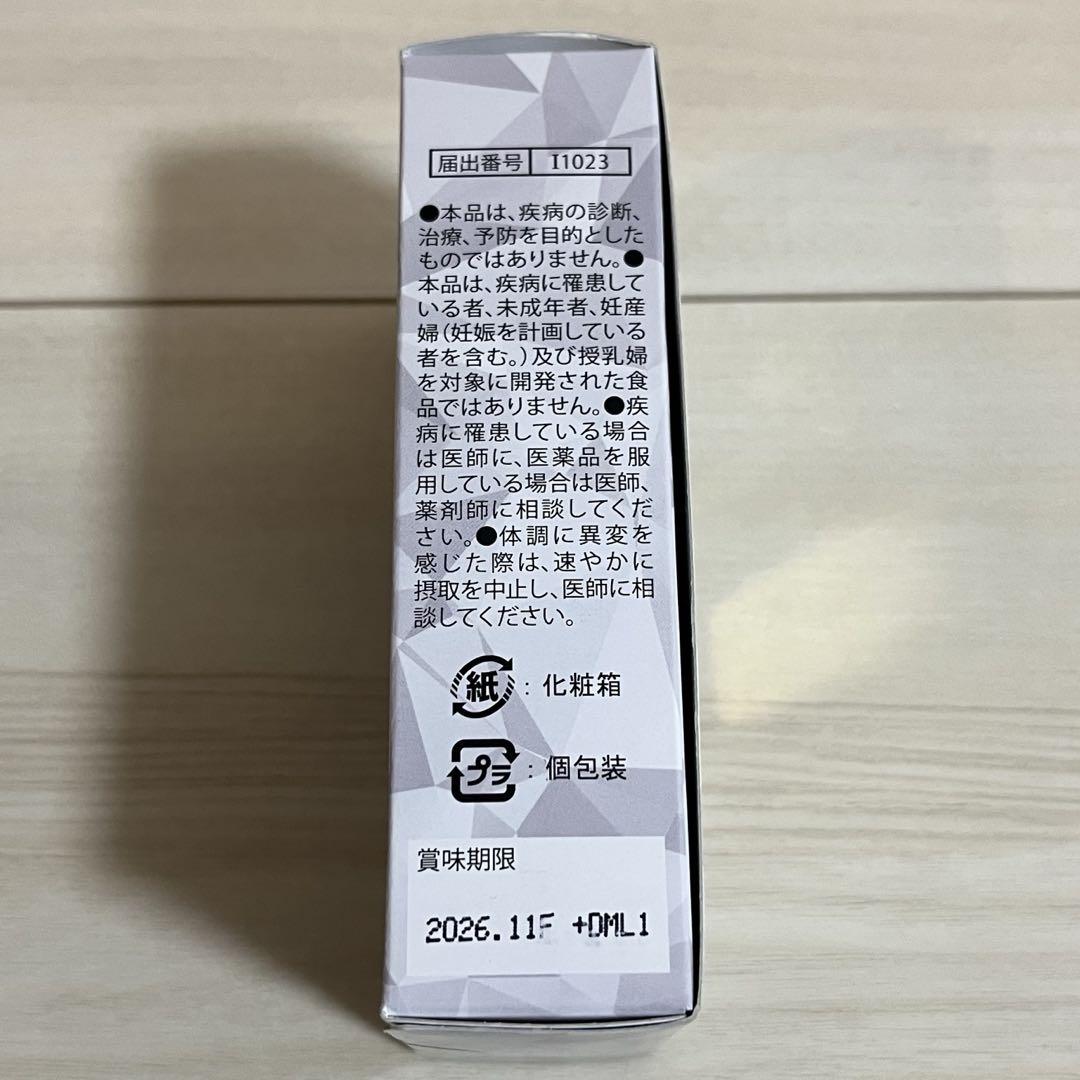 届出番号 I1023
●本品は、疾病の診断、
治療、予防を目的とした
ものではありません。●
本品は、疾病に罹患して
いる者、未成年者、妊産
婦(妊娠を計画している
者を含む。)及び授乳婦
を対象に開発された食
品ではありません。●疾
病に罹患している場合
は医師に、医薬品を服
用している場合は医師、
薬剤師に相談してくだ
さい。●体調に異変を
感じた際は、速やかに
摂取を中止し、医師に相
談してください。
紙 : 化粧箱
プラ : 個包装
賞味期限
2026.11F +DML1